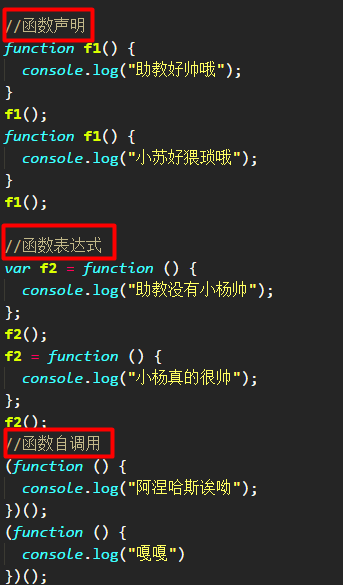 //函数声明
function f1() {
  console.log("助教好帅哦");
}
f1();
function f1() {
  console.log("小苏好猥琐哦");
}
f1();
//函数表达式
var f2 = function () {
  console.log("助教没有小杨帅");
};
f2();
f2 = function () {
  console.log("小杨真的很帅");
};
f2();
//函数自调用
(function () {
  console.log("阿涅哈斯诶呦");
})();
(function () {
  console.log("嘎嘎")
})();